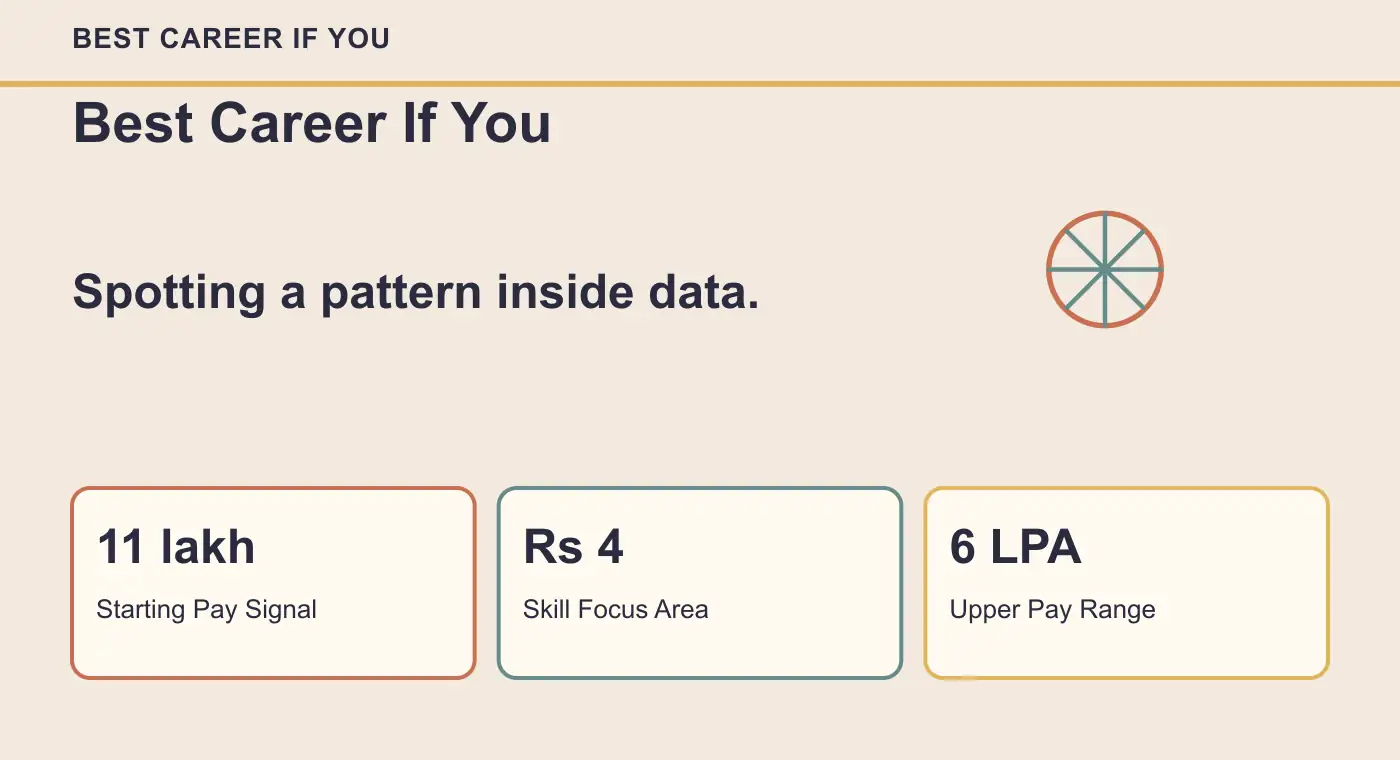 BEST CAREER IF YOU
Best Career If You
Spotting a pattern inside data.
11 lakh
Starting Pay Signal
Rs 4
Skill Focus Area
6 LPA
Upper Pay Range